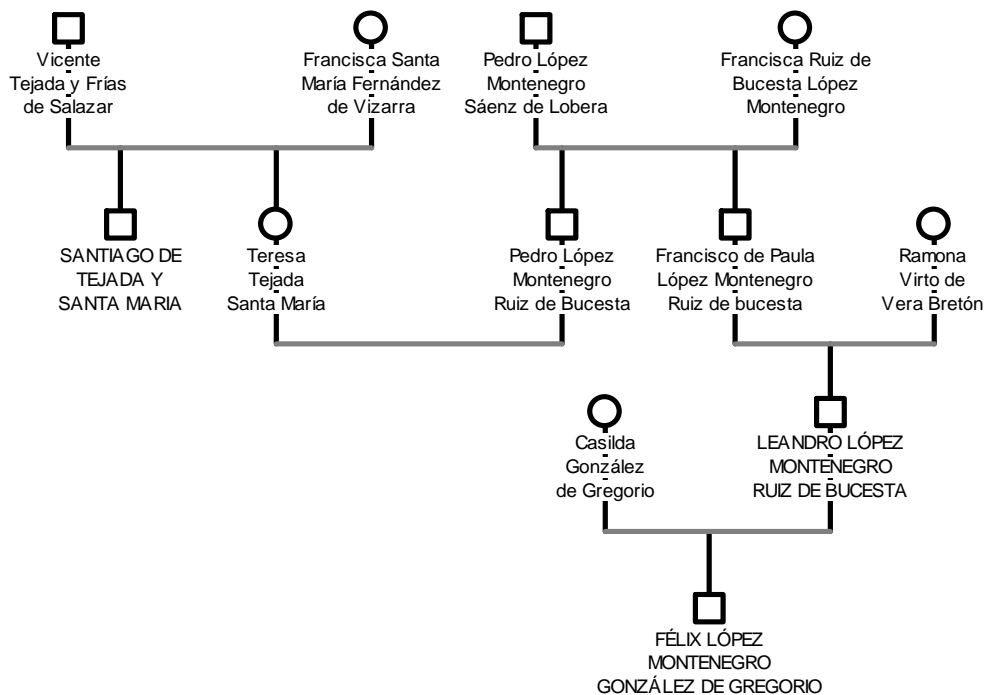 Vicente
Tejada y Frías
de Salazar
Francisca Santa
María Fernández
de Vizarra
Pedro López
Montenegro
Sáenz de Lobera
Francisca Ruiz de
Bucesta López
Montenegro
SANTIAGO DE
TEJADA Y
SANTA MARIA
Teresa
Tejada
Santa María
Pedro López
Montenegro
Ruiz de Bucesta
Francisco de Paula
López Montenegro
Ruiz de bucesta
Ramona
Virto de
Vera Bretón
Casilda
González
de Gregorio
LEANDRO LÓPEZ
MONTENEGRO
RUIZ DE BUCESTA
FÉLIX LÓPEZ
MONTENEGRO
GONZÁLEZ DE GREGORIO